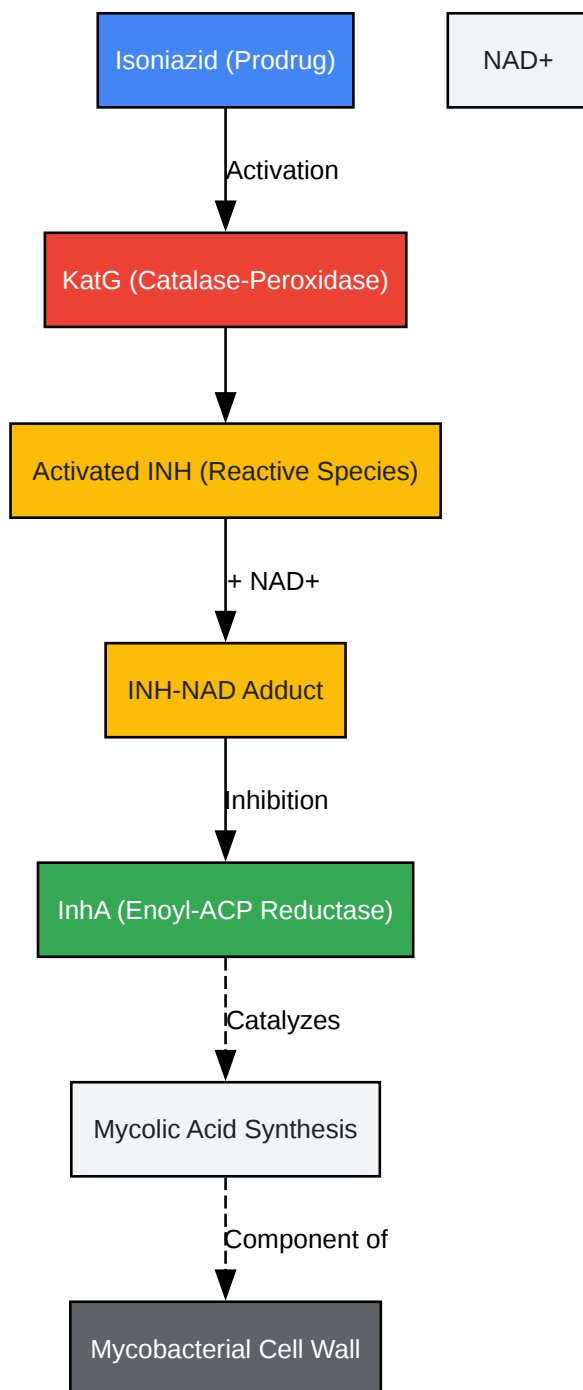 Isoniazid (Prodrug)
NAD+
Activation
KatG (Catalase-Peroxidase)
Activated INH (Reactive Species)
+ NAD+
INH-NAD Adduct
Inhibition
InhA (Enoyl-ACP Reductase)
Catalyzes
Mycolic Acid Synthesis
Component of
Mycobacterial Cell Wall